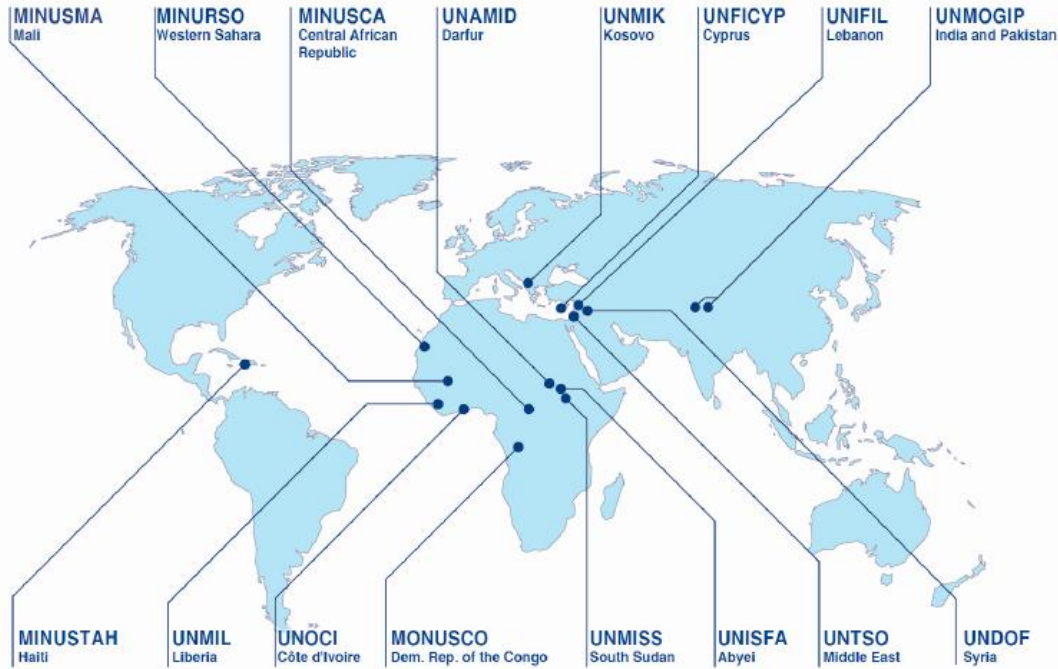 MINUSMA
Mali
MINURSO
Western Sahara
MINUSCA
Central African
Republic
UNAMID
Darfur
UNMIK
Kosovo
UNFICYP
Cyprus
UNIFIL
Lebanon
UNMOGIP
India and Pakistan
MINUSTAH
Haiti
UNMIL
Liberia
UNOCI
Côte d'Ivoire
MONUSCO
Dem. Rep. of the Congo
UNMISS
South Sudan
UNISFA
Abyei
UNTSO
Middle East
UNDOF
Syria